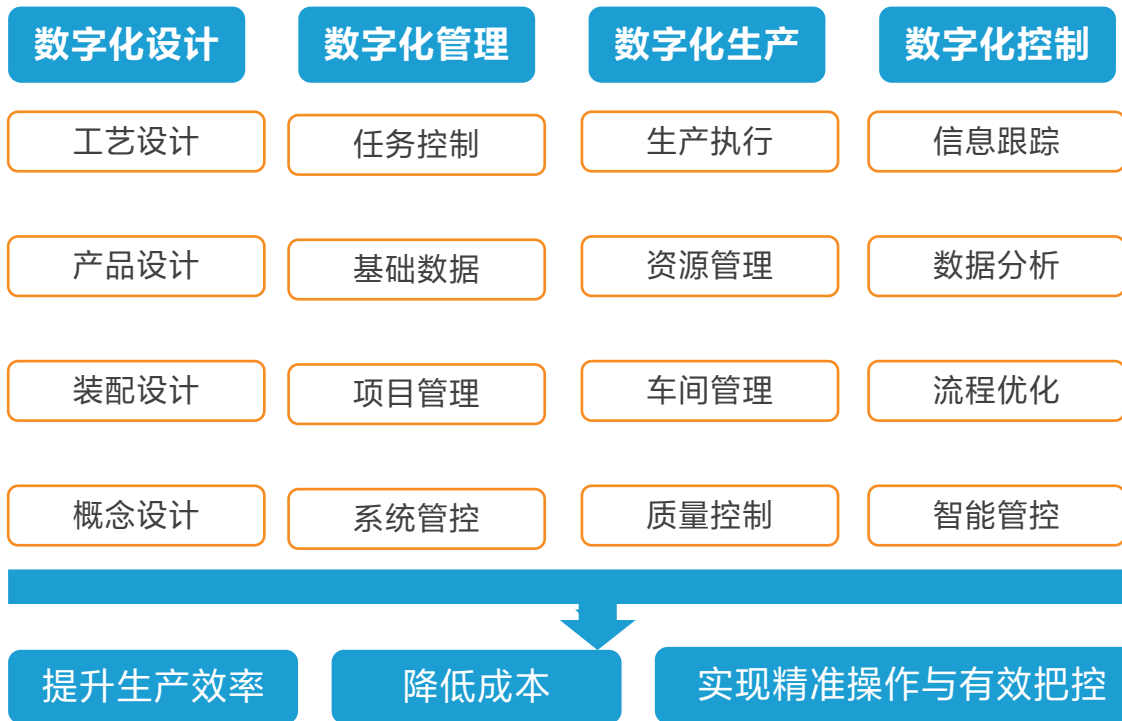 数字化设计 数字化管理 数字化生产 数字化控制
工艺设计 任务控制 生产执行 信息跟踪
产品设计 基础数据 资源管理 数据分析
装配设计 项目管理 车间管理 流程优化
概念设计 系统管控 质量控制 智能管控
提升生产效率 降低成本 实现精准操作与有效把控